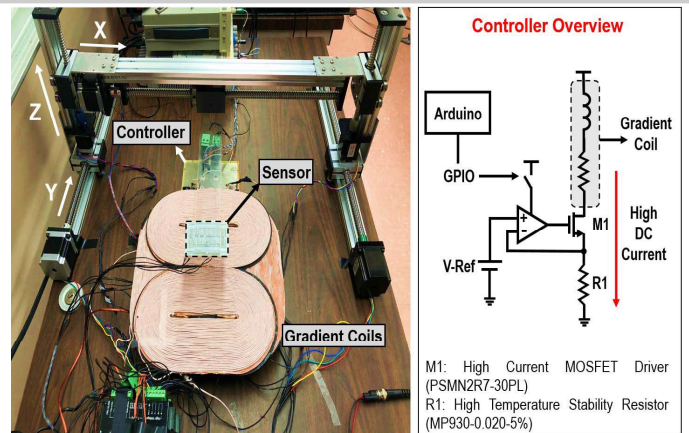 X
Z
Y
Controller
Sensor
Gradient Coils
Controller Overview
Arduino
GPIO
Gradient
Coil
+
-
M1
High
DC
Current
V-Ref
R1
M1: High Current MOSFET Driver
(PSMN2R7-30PL)
R1: High Temperature Stability Resistor
(MP930-0.020-5%)